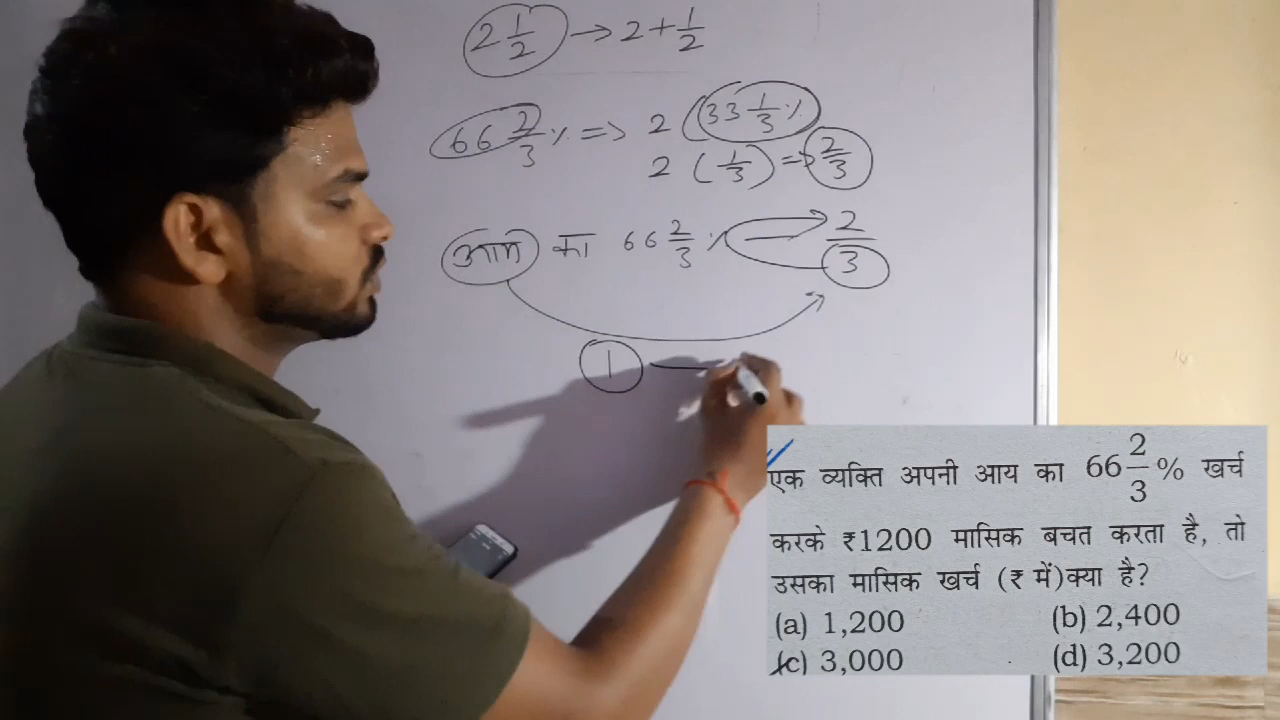 2 1/2 → 2 + 1/2
66 2/3 % ⇒ 2 (33 1/3 %)
2 (1/3) ⇒ 2/3
आय का 66 2/3 % 2/3
1
एक व्यक्ति अपनी आय का 66 2/3 % खर्च
करके ₹1200 मासिक बचत करता है, तो
उसका मासिक खर्च (₹ में)क्या है?
(a) 1,200 (b) 2,400
(c) 3,000 (d) 3,200